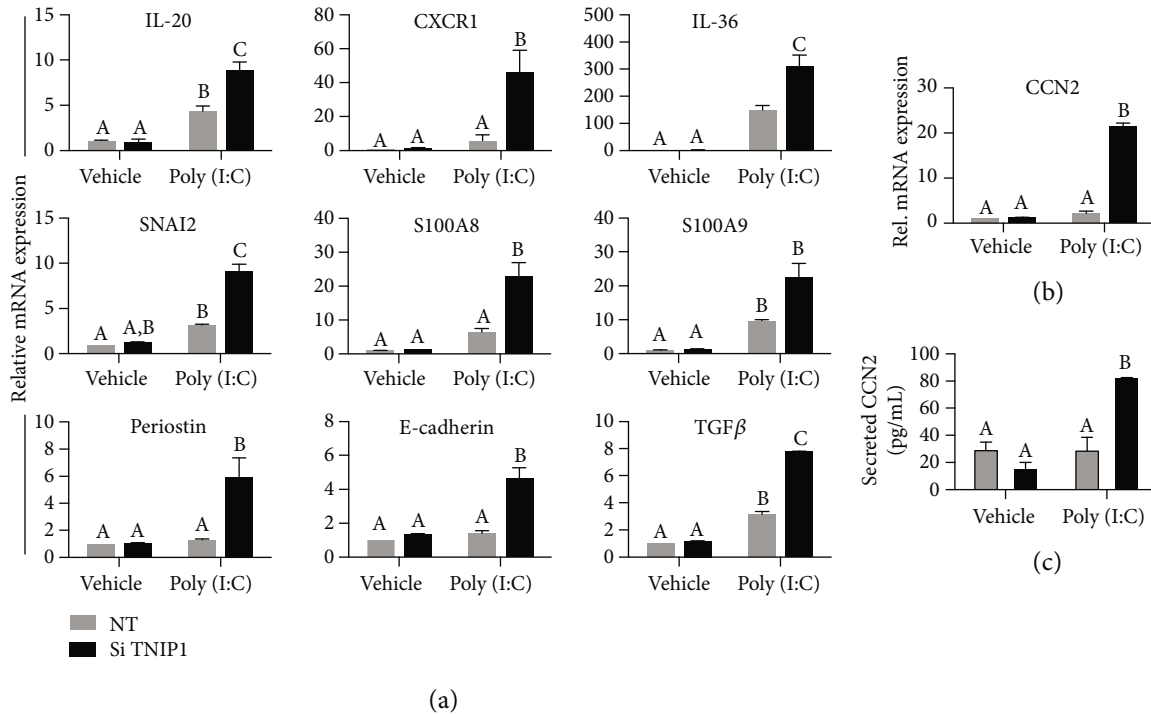 Relative mRNA expression
IL-20
15
10
5
0
A
A
B
C
Vehicle
Poly (I:C)
CXCR1
80
60
40
20
0
A
A
A
B
Vehicle
Poly (I:C)
IL-36
500
400
300
200
100
0
A
A
C
Vehicle
Poly (I:C)
SNAI2
15
10
5
0
A
A,B
B
C
Vehicle
Poly (I:C)
S100A8
40
30
20
10
0
A
A
A
B
Vehicle
Poly (I:C)
S100A9
40
30
20
10
0
A
A
B
B
Vehicle
Poly (I:C)
Periostin
10
8
6
4
2
0
A
A
A
B
Vehicle
Poly (I:C)
E-cadherin
8
6
4
2
0
A
A
A
B
Vehicle
Poly (I:C)
TGFβ
10
8
6
4
2
0
A
A
B
C
Vehicle
Poly (I:C)
NT
Si TNIP1
(a)
Rel. mRNA expression
CCN2
30
20
10
0
A
A
A
B
Vehicle
Poly (I:C)
(b)
Secreted CCN2
(pg/mL)
100
80
60
40
20
0
A
A
A
B
Vehicle
Poly (I:C)
(c)